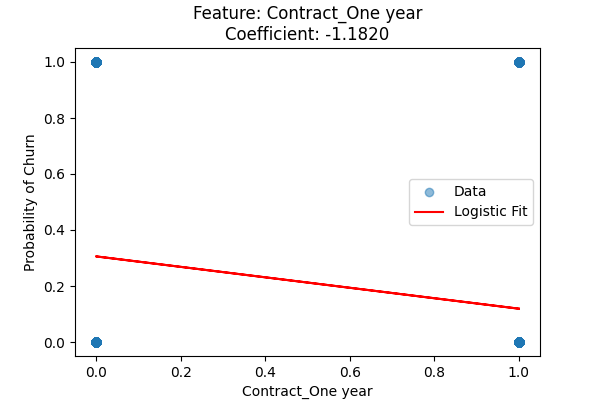 Feature: Contract_One year
Coefficient: -1.1820
Probability of Churn
1.0
0.8
0.6
0.4
0.2
0.0
Data
Logistic Fit
0.0 0.2 0.4 0.6 0.8 1.0
Contract_One year